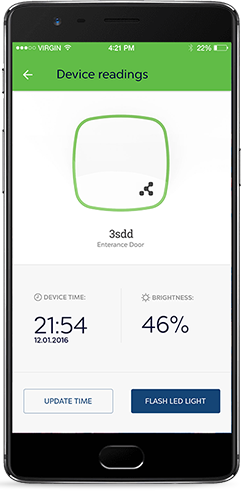 ●●●○○ VIRGIN 4:21 PM 22%
Device readings
3sdd
Enterance Door
DEVICE TIME: BRIGHTNESS:
21:54 46%
12.01.2016
UPDATE TIME FLASH LED LIGHT